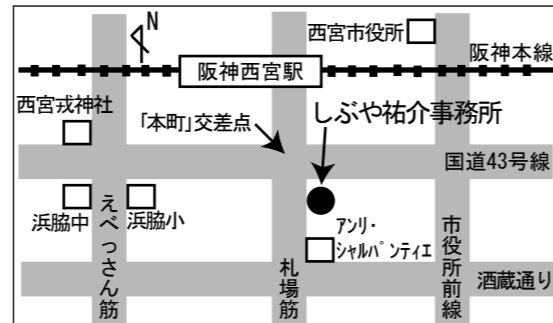 N
西宮市役所
阪神本線
阪神西宮駅
西宮戎神社
「本町」交差点
しぶや祐介事務所
国道43号線
浜脇中
えべっさん筋
浜脇小
札場筋
アンリ・
シャルパンティエ
市役所前線
酒蔵通り